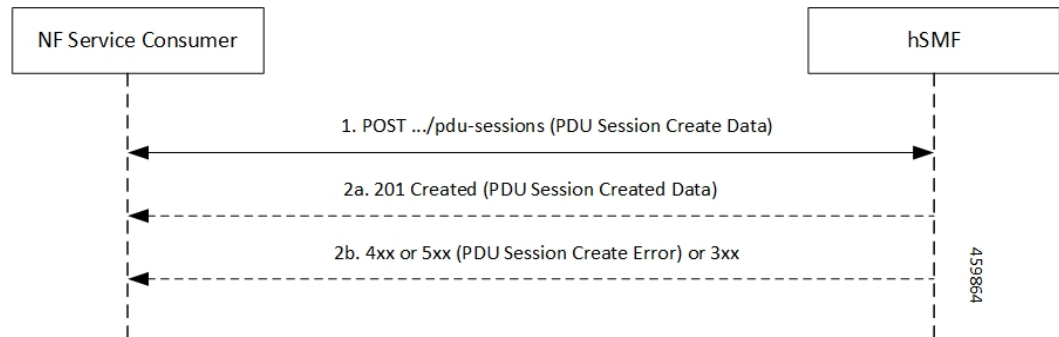 NF Service Consumer
hSMF
1. POST .../pdu-sessions (PDU Session Create Data)
2a. 201 Created (PDU Session Created Data)
2b. 4xx or 5xx (PDU Session Create Error) or 3xx
459864